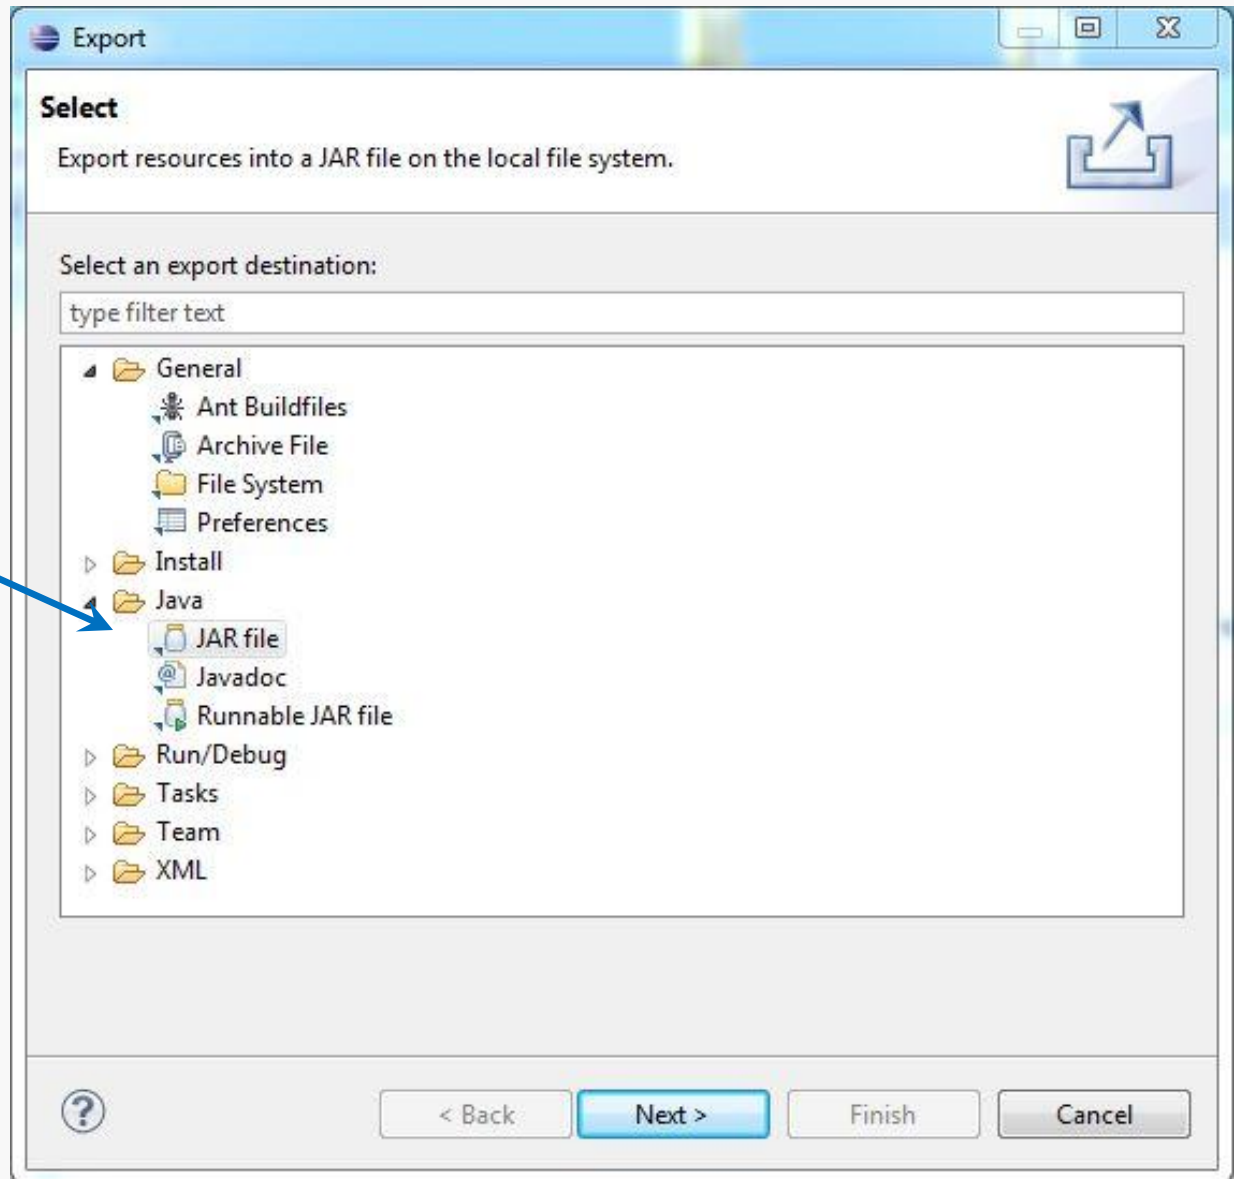 Export
Select
Export resources into a JAR file on the local file system.
Select an export destination:
type filter text
General
Ant Buildfiles
Archive File
File System
Preferences
Install
Java
JAR file
Javadoc
Runnable JAR file
Run/Debug
Tasks
Team
XML
< Back Next > Finish Cancel